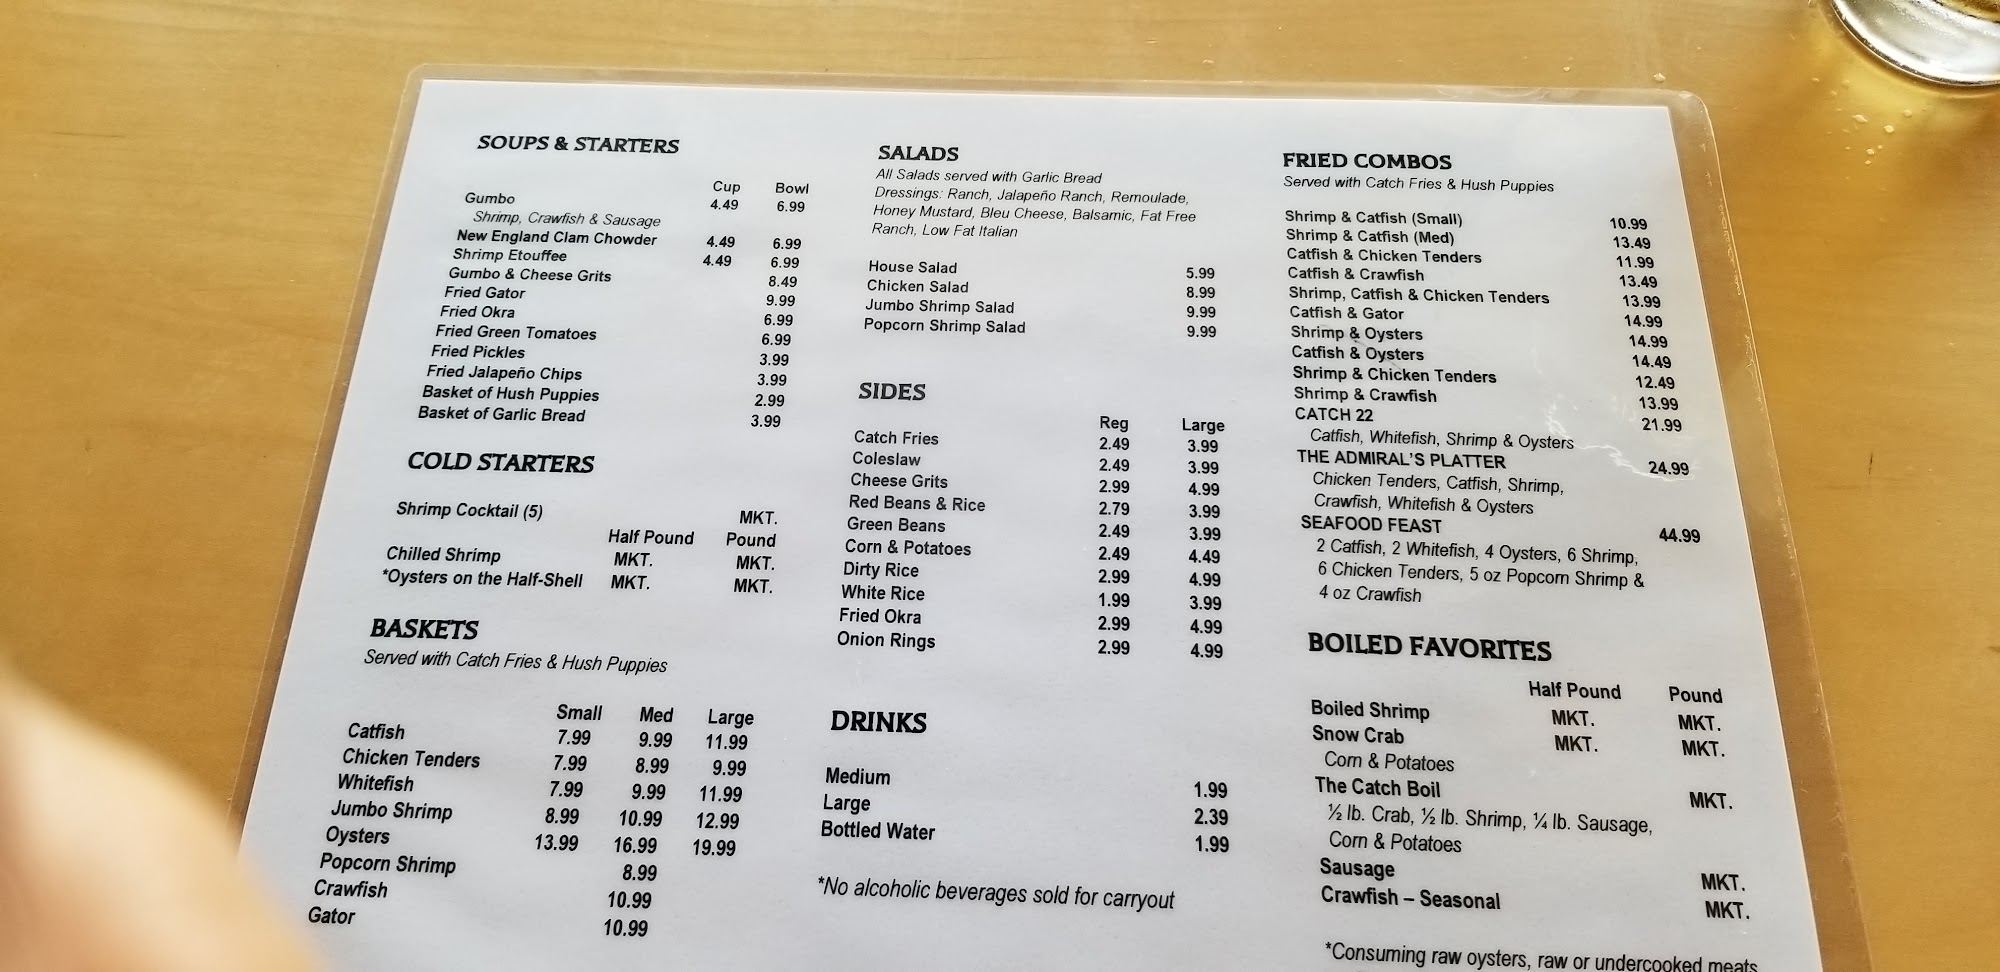 SOUPS & STARTERS
Cup Bowl
Gumbo 4.49 6.99
Shrimp, Crawfish & Sausage
New England Clam Chowder 4.49 6.99
Shrimp Etouffee 4.49 6.99
Gumbo & Cheese Grits 8.49
Fried Gator 9.99
Fried Okra 6.99
Fried Green Tomatoes 6.99
Fried Pickles 3.99
Fried Jalapeño Chips 3.99
Basket of Hush Puppies 2.99
Basket of Garlic Bread 3.99
COLD STARTERS
Shrimp Cocktail (5) MKT.
Half Pound Pound
Chilled Shrimp MKT. MKT.
*Oysters on the Half-Shell MKT. MKT.
BASKETS
Served with Catch Fries & Hush Puppies
Small Med Large
Catfish 7.99 9.99 11.99
Chicken Tenders 7.99 8.99 9.99
Whitefish 7.99 9.99 11.99
Jumbo Shrimp 8.99 10.99 12.99
Oysters 13.99 16.99 19.99
Popcorn Shrimp 8.99
Crawfish 10.99
Gator 10.99
SALADS
All Salads served with Garlic Bread
Dressings: Ranch, Jalapeño Ranch, Remoulade,
Honey Mustard, Bleu Cheese, Balsamic, Fat Free
Ranch, Low Fat Italian
House Salad 5.99
Chicken Salad 8.99
Jumbo Shrimp Salad 9.99
Popcorn Shrimp Salad 9.99
SIDES
Reg Large
Catch Fries 2.49 3.99
Coleslaw 2.49 3.99
Cheese Grits 2.99 4.99
Red Beans & Rice 2.79 3.99
Green Beans 2.49 3.99
Corn & Potatoes 2.49 4.49
Dirty Rice 2.99 4.99
White Rice 1.99 3.99
Fried Okra 2.99 4.99
Onion Rings 2.99 4.99
DRINKS
Medium 1.99
Large 2.39
Bottled Water 1.99
*No alcoholic beverages sold for carryout
FRIED COMBOS
Served with Catch Fries & Hush Puppies
Shrimp & Catfish (Small) 10.99
Shrimp & Catfish (Med) 13.49
Catfish & Chicken Tenders 11.99
Catfish & Crawfish 13.49
Shrimp, Catfish & Chicken Tenders 13.99
Catfish & Gator 14.99
Shrimp & Oysters 14.99
Catfish & Oysters 14.49
Shrimp & Chicken Tenders 12.49
Shrimp & Crawfish 13.99
CATCH 22 21.99
Catfish, Whitefish, Shrimp & Oysters
THE ADMIRAL'S PLATTER 24.99
Chicken Tenders, Catfish, Shrimp,
Crawfish, Whitefish & Oysters
SEAFOOD FEAST 44.99
2 Catfish, 2 Whitefish, 4 Oysters, 6 Shrimp,
6 Chicken Tenders, 5 oz Popcorn Shrimp &
4 oz Crawfish
BOILED FAVORITES
Half Pound Pound
Boiled Shrimp MKT. MKT.
Snow Crab MKT. MKT.
Corn & Potatoes
The Catch Boil MKT.
½ lb. Crab, ½ lb. Shrimp, ¼ lb. Sausage,
Corn & Potatoes
Sausage MKT.
Crawfish – Seasonal MKT.
*Consuming raw oysters, raw or undercooked meats